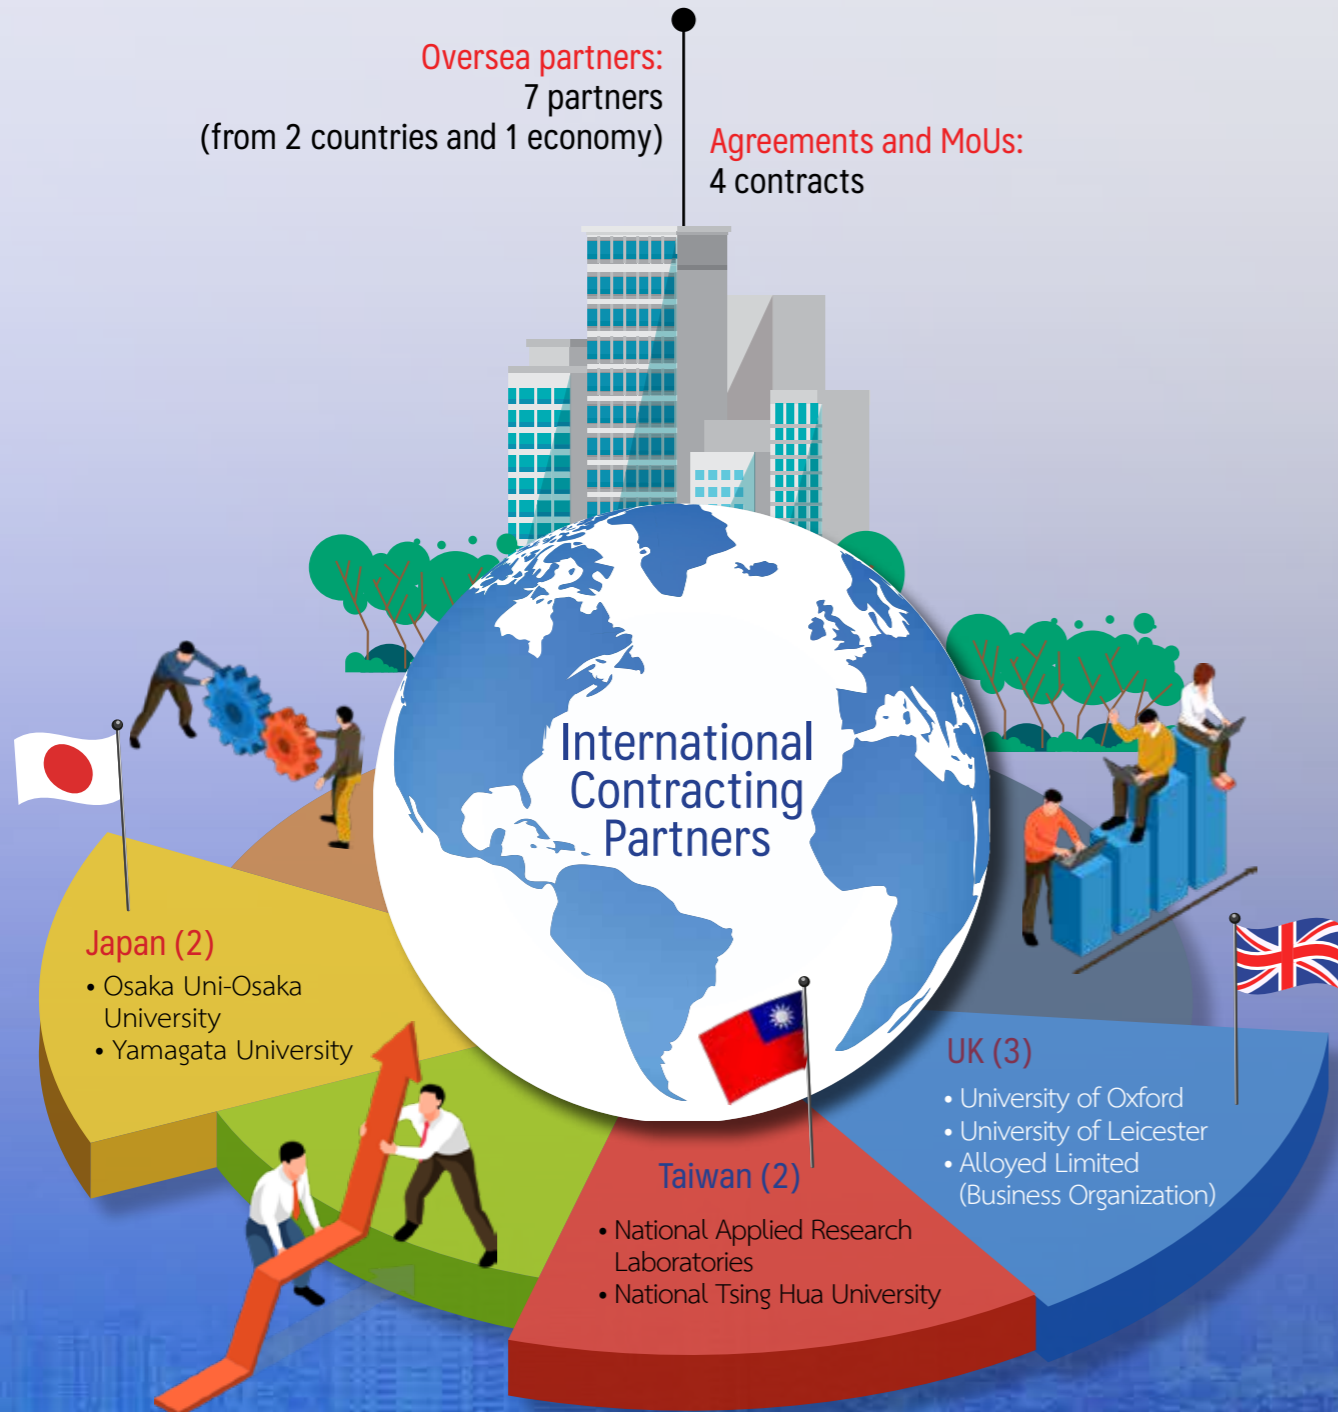 Oversea partners:
7 partners
(from 2 countries and 1 economy)
Agreements and MoUs:
4 contracts
International
Contracting
Partners
Japan (2)
• Osaka Uni-Osaka
University
• Yamagata University
Taiwan (2)
• National Applied Research
Laboratories
• National Tsing Hua University
UK (3)
• University of Oxford
• University of Leicester
• Alloyed Limited
(Business Organization)